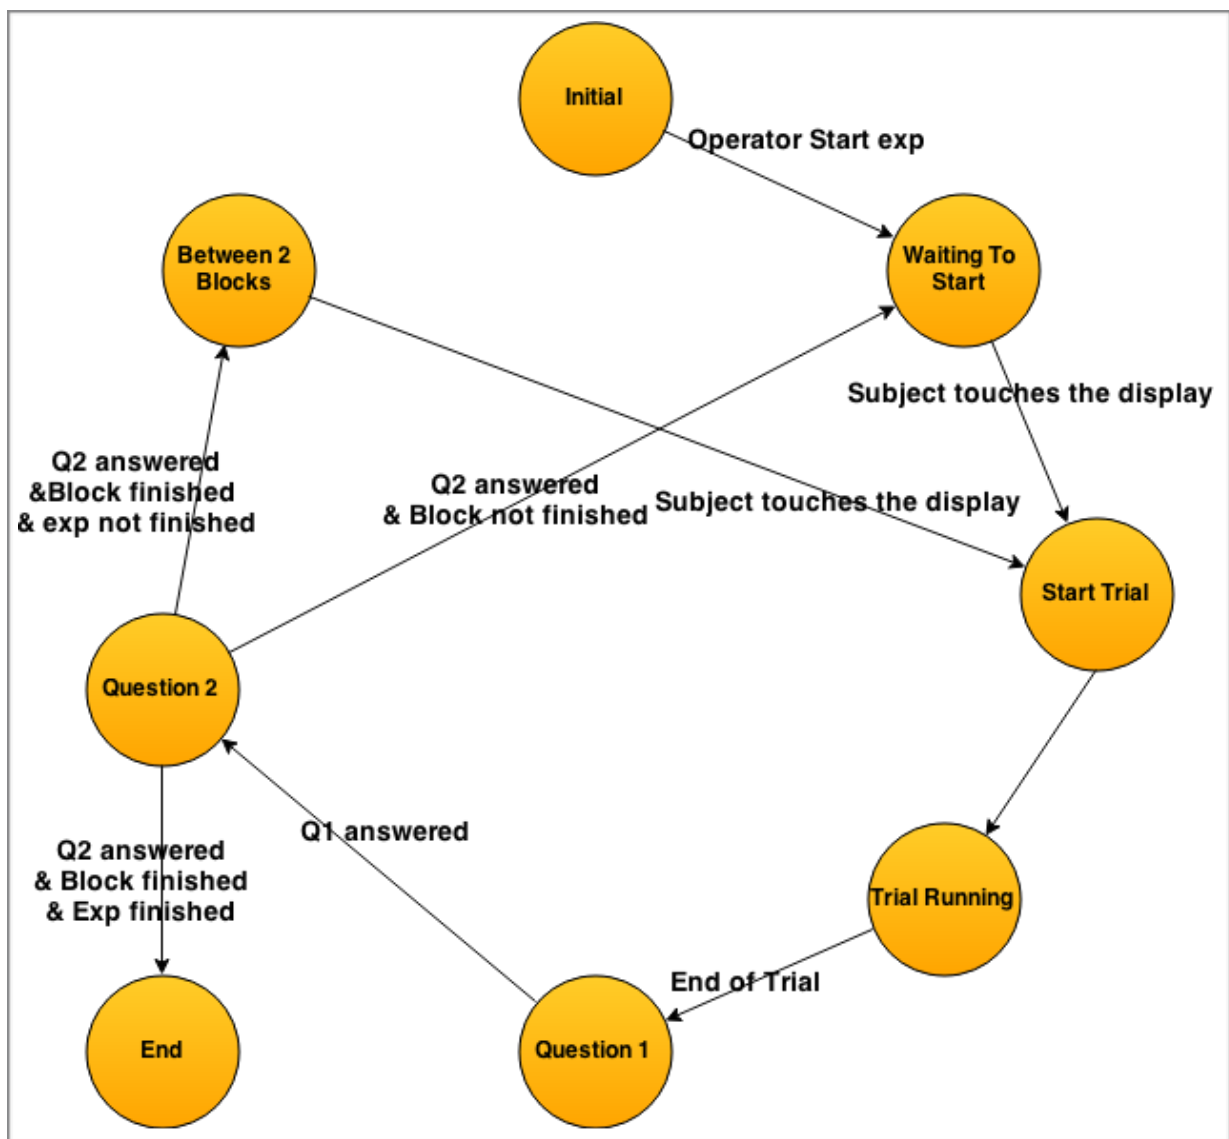 Initial
Operator Start exp
Between 2
Blocks
Waiting To
Start
Subject touches the display
Q2 answered
&Block finished
& exp not finished
Q2 answered
& Block not finished
Subject touches the display
Start Trial
Question 2
Q1 answered
Q2 answered
& Block finished
& Exp finished
Trial Running
End of Trial
End
Question 1